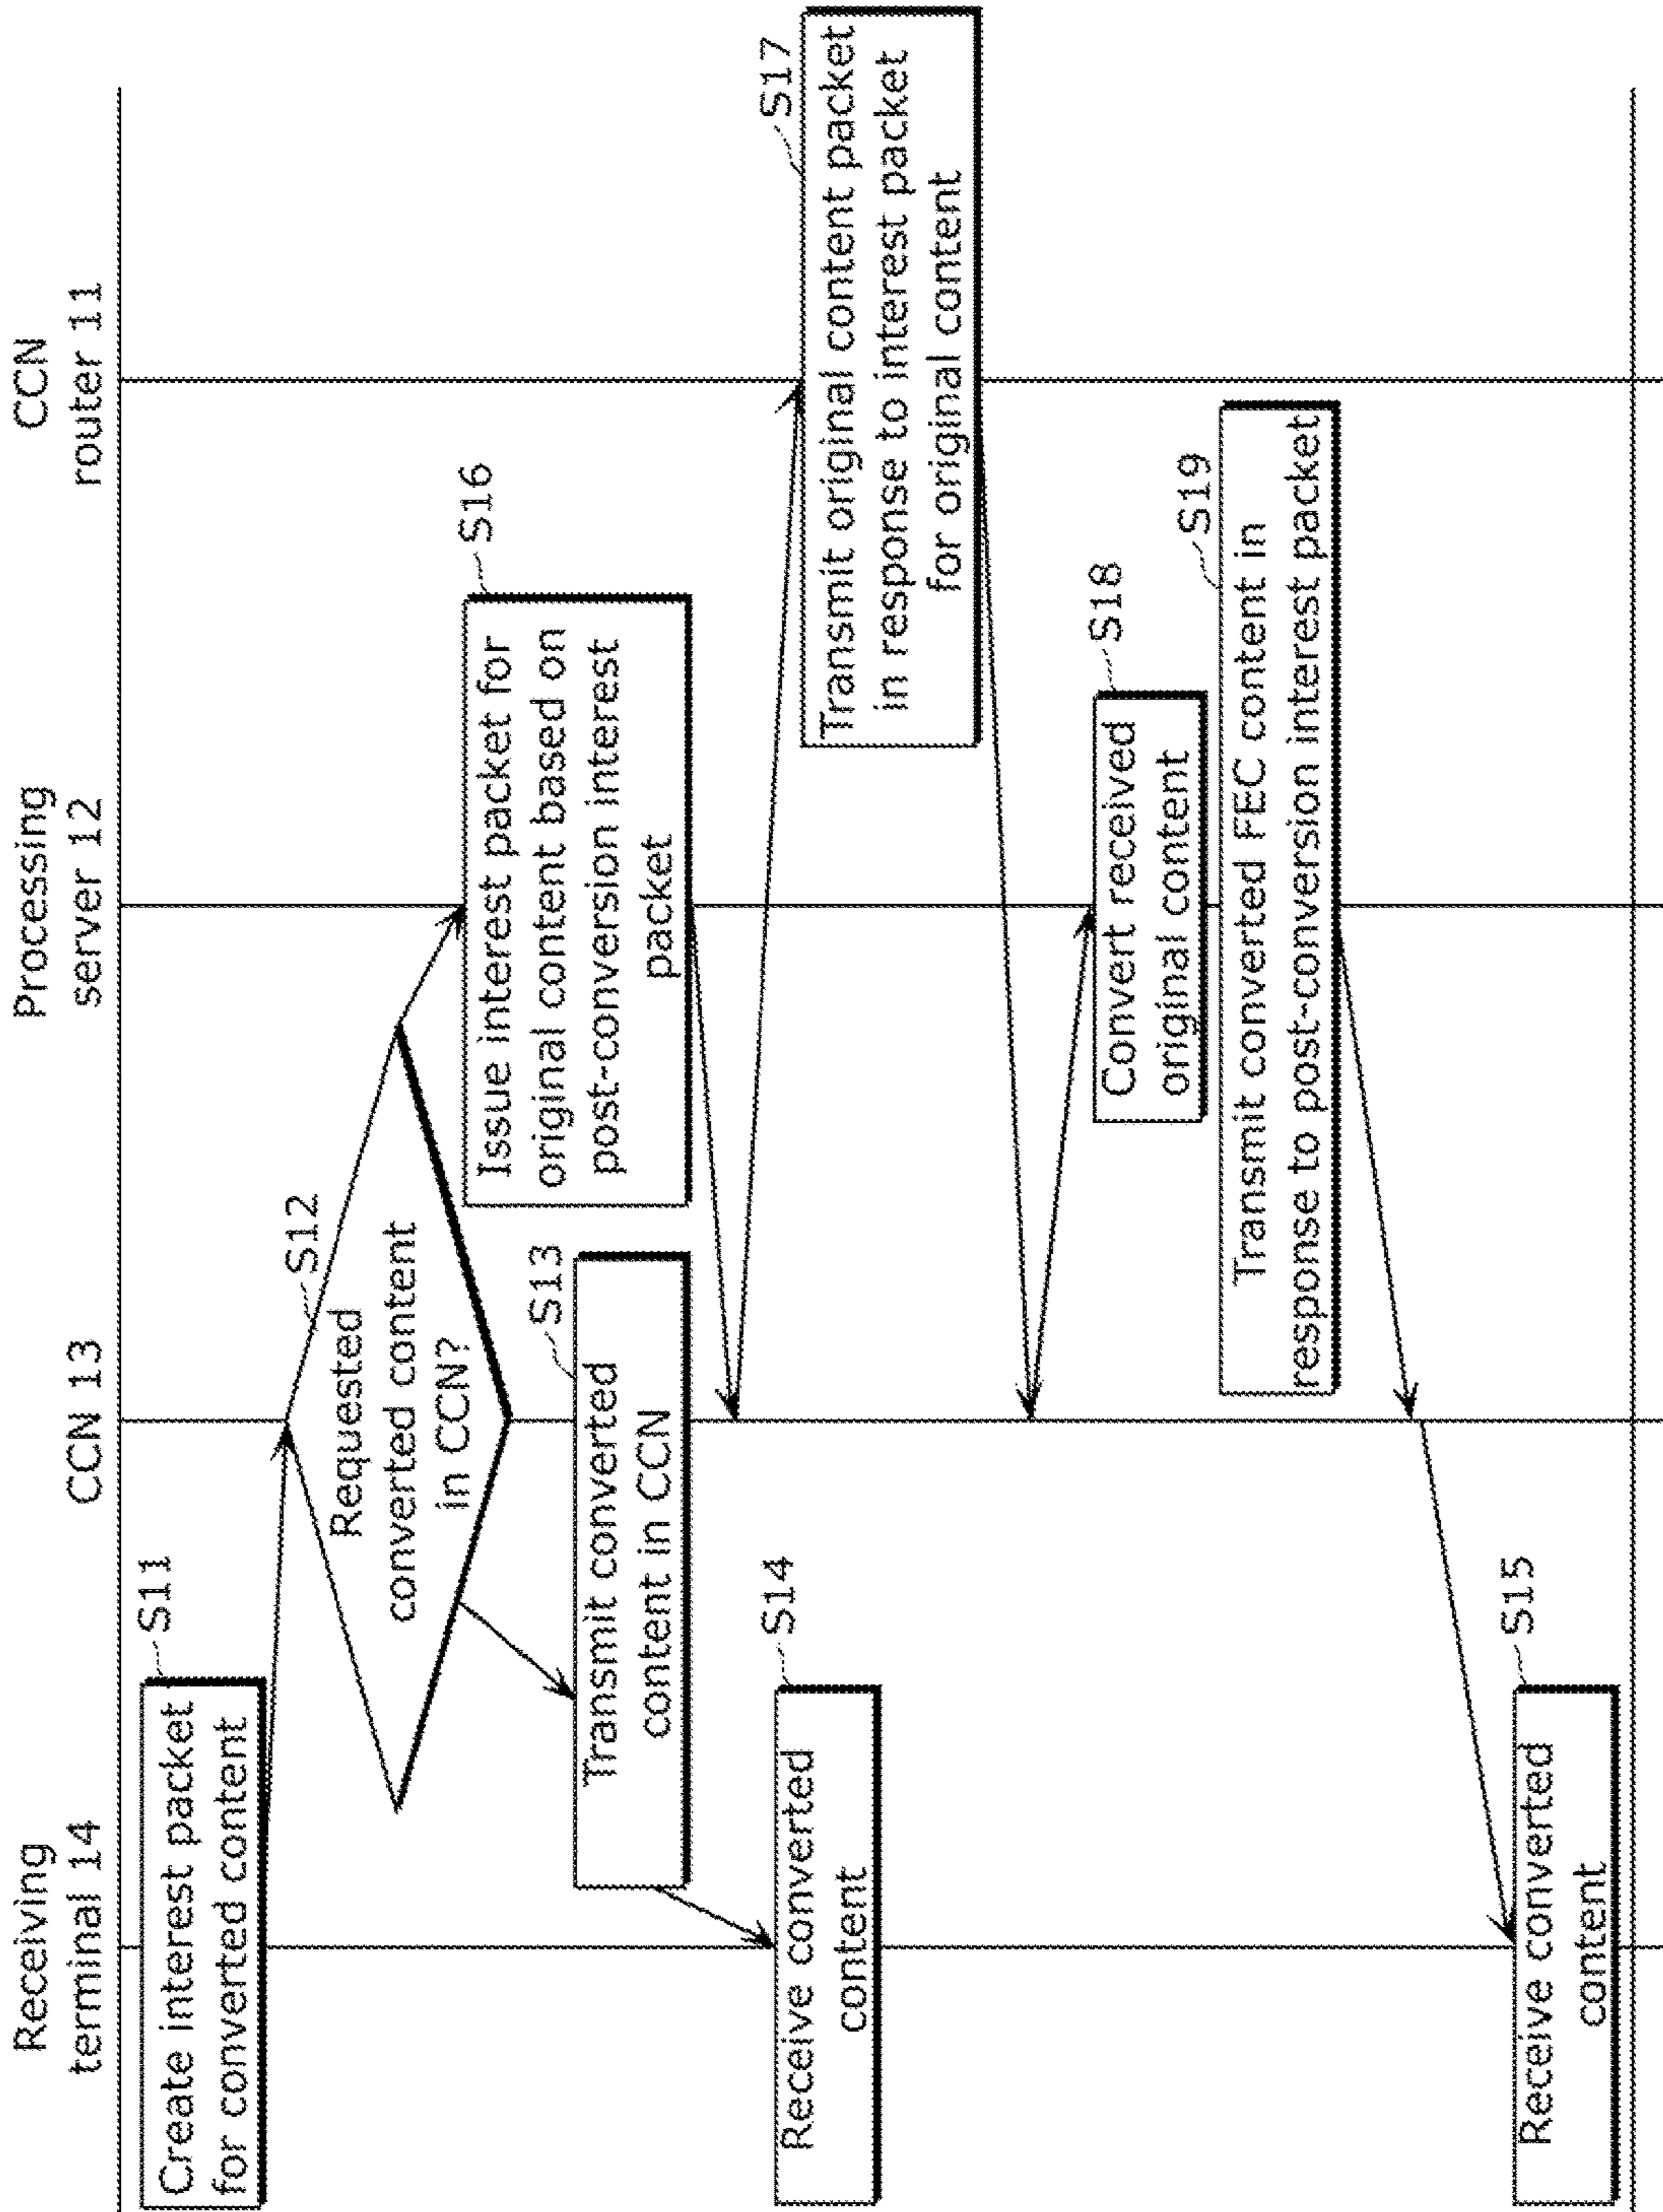 Receiving
terminal 14
CCN 13
Processing
server 12
CCN
router 11
Create interest packet
for converted content
S11
Requested
converted content
in CCN?
S12
Transmit converted
content in CCN
S13
Issue interest packet for
original content based on
post-conversion interest
packet
S16
Receive converted
content
S14
Transmit original content packet
in response to interest packet
for original content
S17
Convert received
original content
S18
Transmit converted FEC content in
response to post-conversion interest packet
S19
Receive converted
content
S15